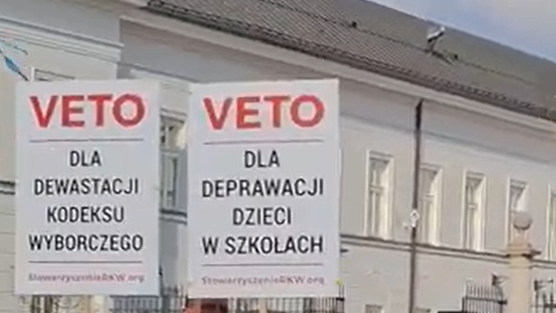 VETO
DLA
DEWASTACJI
KODEKSU
WYBORCZEGO
StowarzyszenieRKW.org
VETO
DLA
DEPRAWACJI
DZIECI
W SZKOŁACH
StowarzyszenieRKW.org